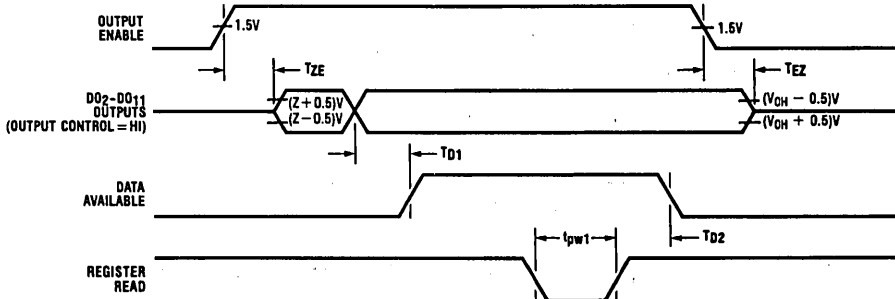 OUTPUT
ENABLE
1.5V
1.5V
TZE
TEZ
DO2-DO11
OUTPUTS
(OUTPUT CONTROL=HI)
(Z+0.5)V
(Z-0.5)V
(VOH − 0.5)V
(VOH + 0.5)V
TD1
DATA
AVAILABLE
TD2
tpw1
REGISTER
READ